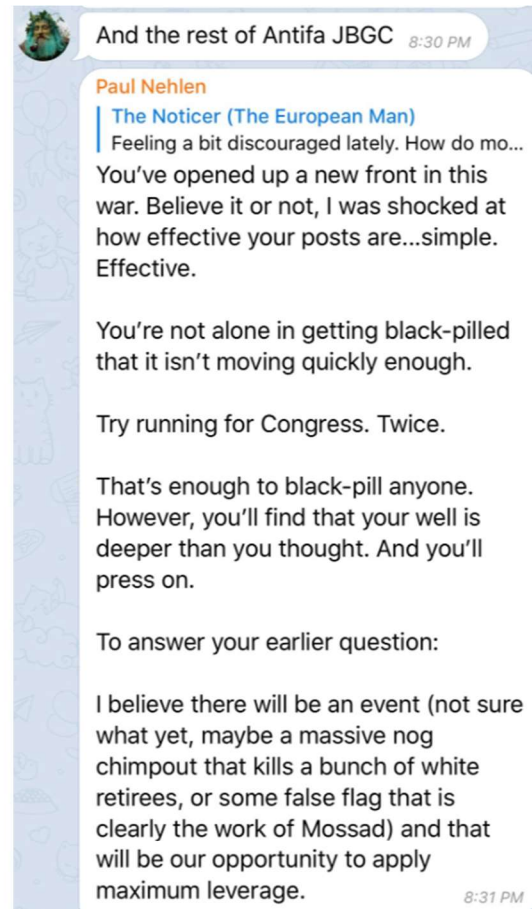 And the rest of Antifa JBGC 8:30 PM
Paul Nehlen
The Noticer (The European Man)
Feeling a bit discouraged lately. How do mo...
You've opened up a new front in this
war. Believe it or not, I was shocked at
how effective your posts are...simple.
Effective.
You're not alone in getting black-pilled
that it isn't moving quickly enough.
Try running for Congress. Twice.
That's enough to black-pill anyone.
However, you'll find that your well is
deeper than you thought. And you'll
press on.
To answer your earlier question:
I believe there will be an event (not sure
what yet, maybe a massive nog
chimpout that kills a bunch of white
retirees, or some false flag that is
clearly the work of Mossad) and that
will be our opportunity to apply
maximum leverage. 8:31 PM